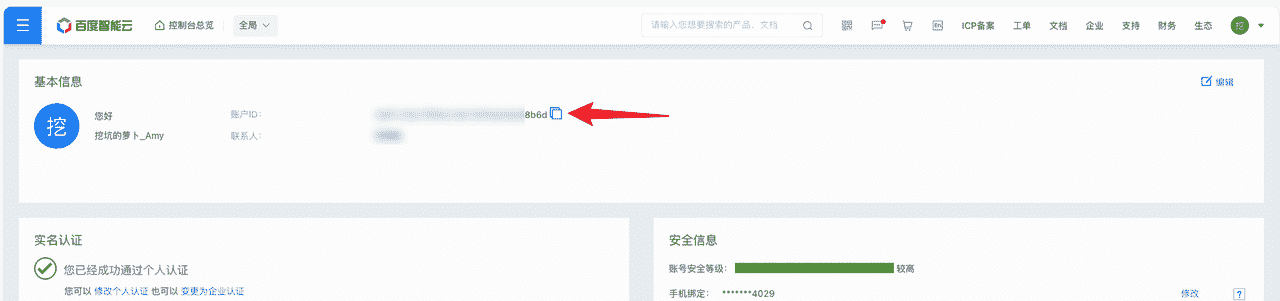 百度智能云 控制台总览 全局 请输入您想要搜索的产品、文档 En ICP备案 工单 文档 企业 支持 财务 生态 挖
基本信息 编辑
挖
您好 账户ID： 8b6d
挖坑的萝卜_Amy 联系人：
实名认证
您已经成功通过个人认证
您可以 修改个人认证 也可以 变更为企业认证
安全信息
账号安全等级： 较高
手机绑定： *******4029 修改 ?